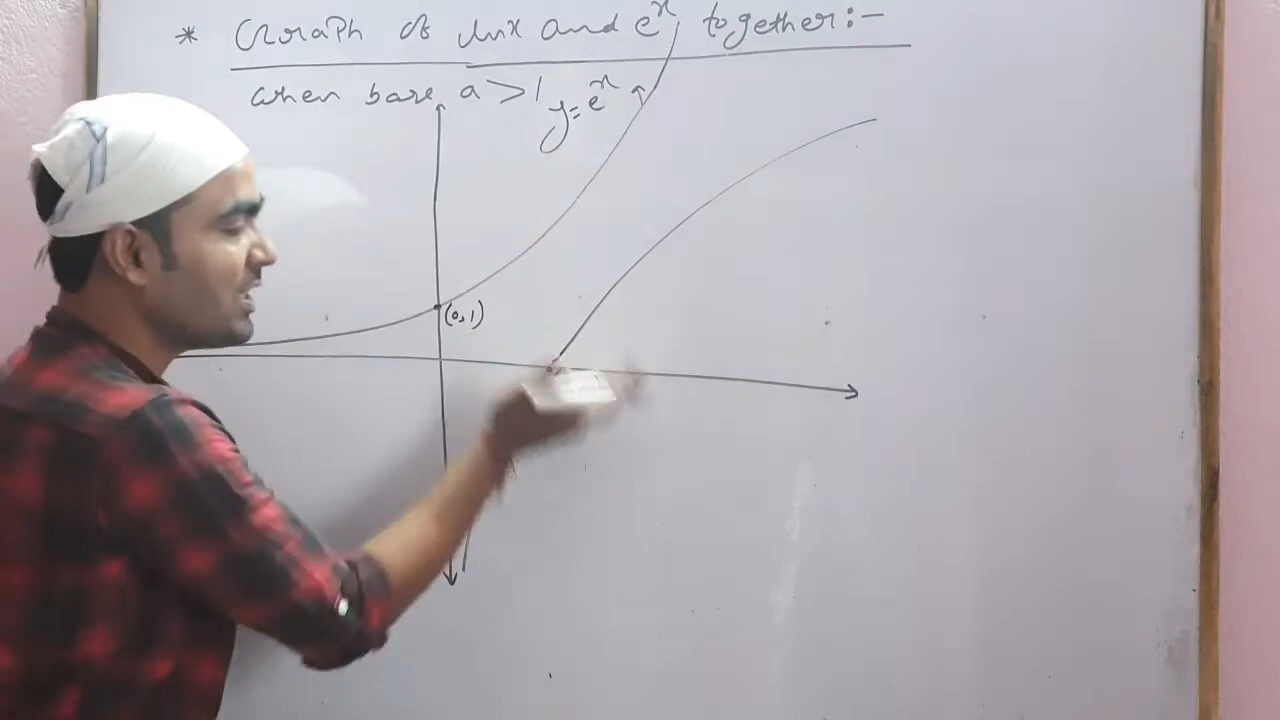 * Graph of lnx and e^x together:-
when base a > 1
y=e^x
(0,1)